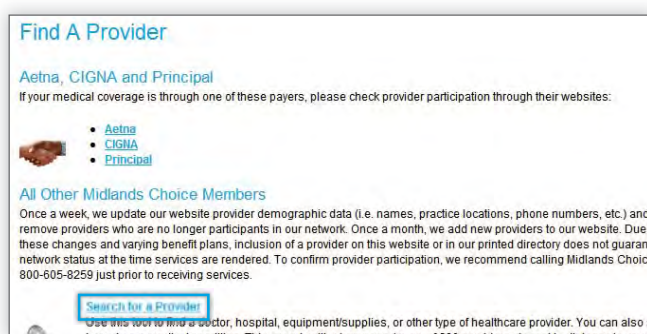 Find A Provider
Aetna, CIGNA and Principal
If your medical coverage is through one of these payers, please check provider participation through their websites:
Aetna
CIGNA
Principal
All Other Midlands Choice Members
Once a week, we update our website provider demographic data (i.e. names, practice locations, phone numbers, etc.) and
remove providers who are no longer participants in our network. Once a month, we add new providers to our website. Due
these changes and varying benefit plans, inclusion of a provider on this website or in our printed directory does not guaran
network status at the time services are rendered. To confirm provider participation, we recommend calling Midlands Choic
800-605-8259 just prior to receiving services.
Search for a Provider
Use this tool to find a doctor, hospital, equipment/supplies, or other type of healthcare provider. You can also